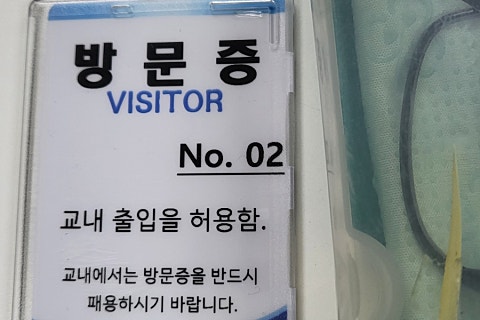 방문증
VISITOR
No. 02
교내 출입을 허용함.
교내에서는 방문증을 반드시
패용하시기 바랍니다.